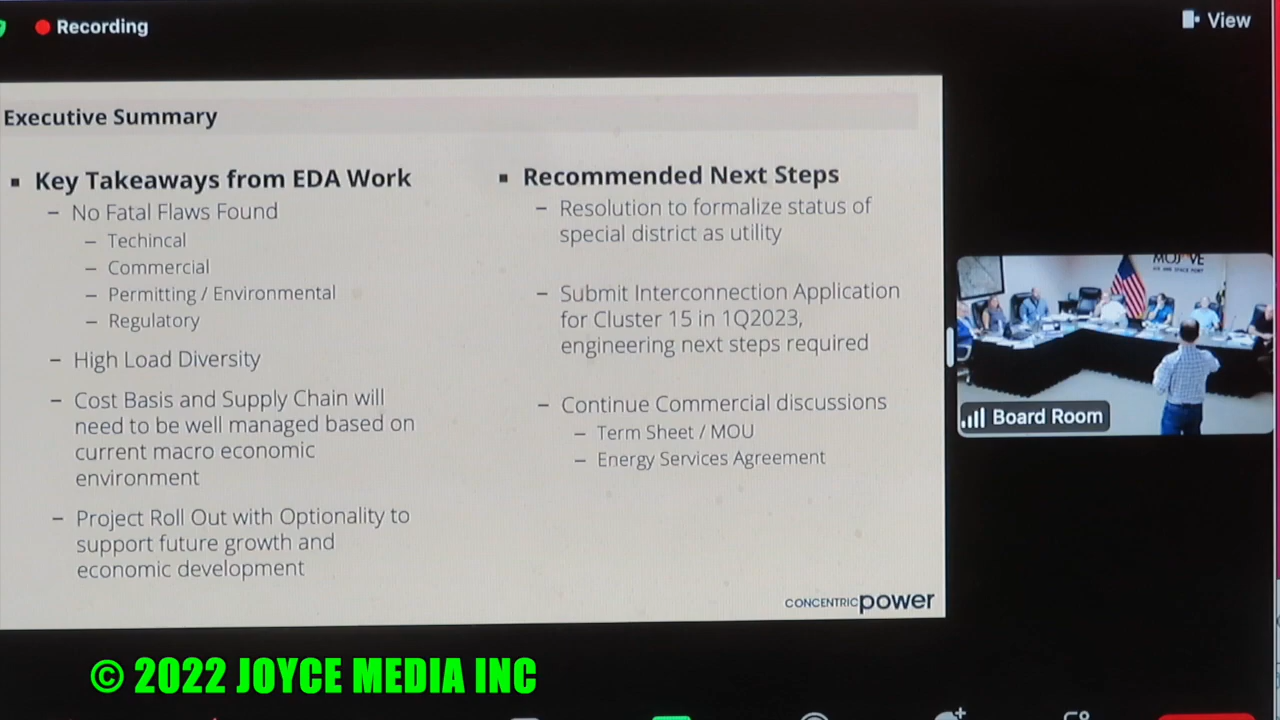 Recording
View
Executive Summary
▪ Key Takeaways from EDA Work
– No Fatal Flaws Found
– Techincal
– Commercial
– Permitting / Environmental
– Regulatory
– High Load Diversity
– Cost Basis and Supply Chain will
need to be well managed based on
current macro economic
environment
– Project Roll Out with Optionality to
support future growth and
economic development
▪ Recommended Next Steps
– Resolution to formalize status of
special district as utility
– Submit Interconnection Application
for Cluster 15 in 1Q2023,
engineering next steps required
– Continue Commercial discussions
– Term Sheet / MOU
– Energy Services Agreement
CONCENTRIC power
Board Room
© 2022 JOYCE MEDIA INC